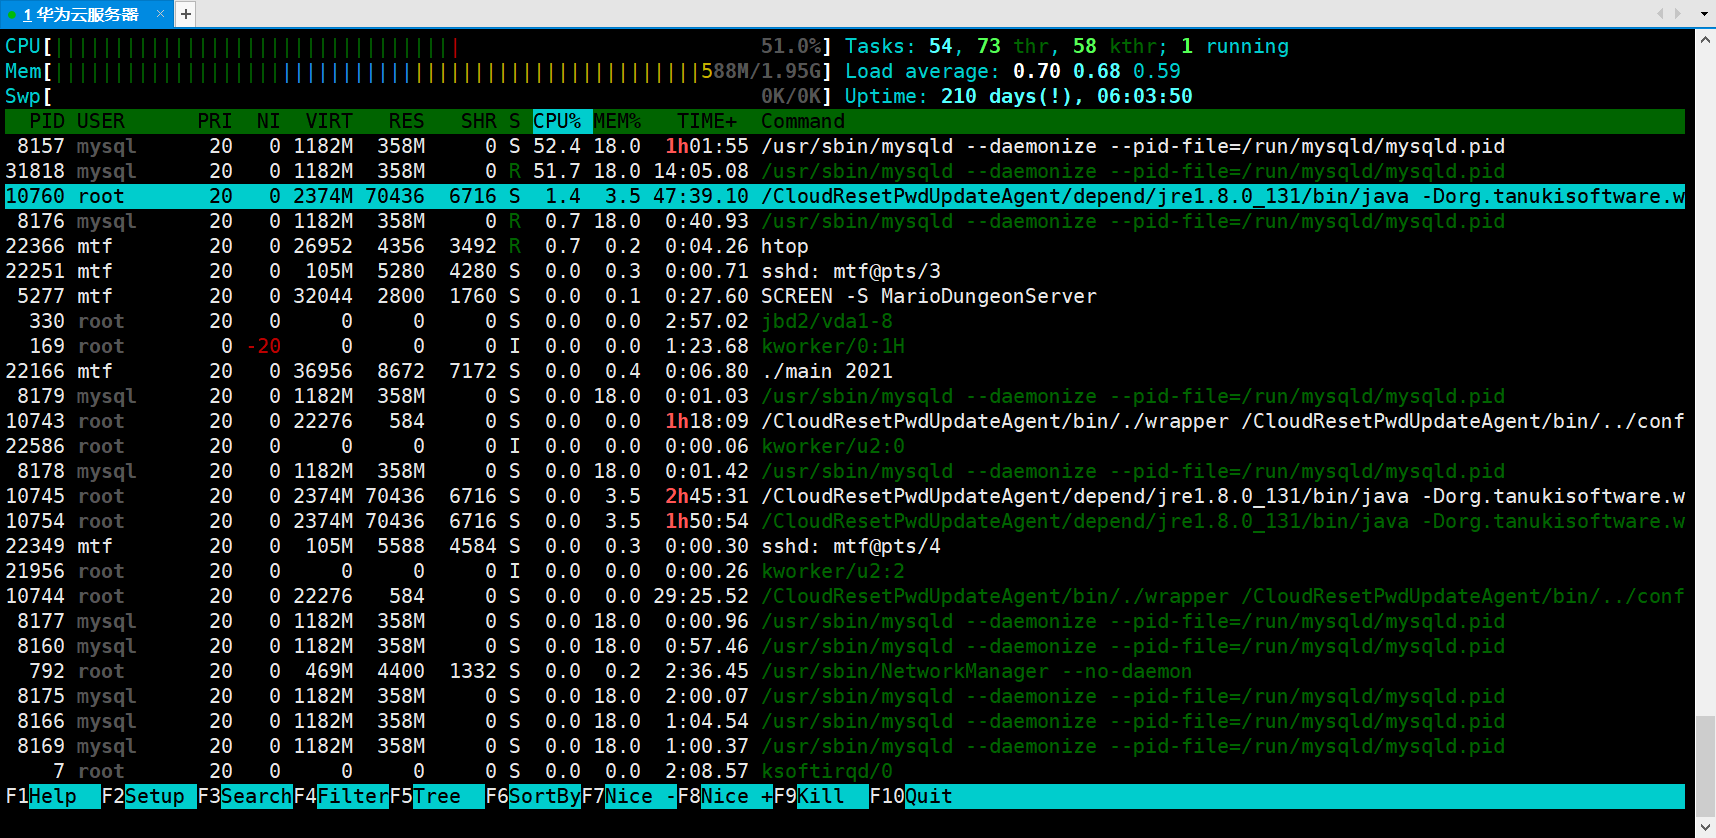 1 华为云服务器 × +
CPU[|||||||||||||||||||||||||||||||||| 51.0%] Tasks: 54, 73 thr, 58 kthr; 1 running
Mem[||||||||||||||||||||||||||||||||||||||||||||||||||||||588M/1.95G] Load average: 0.70 0.68 0.59
Swp[ 0K/0K] Uptime: 210 days(!), 06:03:50
PID USER PRI NI VIRT RES SHR S CPU% MEM% TIME+ Command
8157 mysql 20 0 1182M 358M 0 S 52.4 18.0 1h01:55 /usr/sbin/mysqld --daemonize --pid-file=/run/mysqld/mysqld.pid
31818 mysql 20 0 1182M 358M 0 R 51.7 18.0 14:05.08 /usr/sbin/mysqld --daemonize --pid-file=/run/mysqld/mysqld.pid
10760 root 20 0 2374M 70436 6716 S 1.4 3.5 47:39.10 /CloudResetPwdUpdateAgent/depend/jre1.8.0_131/bin/java -Dorg.tanukisoftware.w
8176 mysql 20 0 1182M 358M 0 R 0.7 18.0 0:40.93 /usr/sbin/mysqld --daemonize --pid-file=/run/mysqld/mysqld.pid
22366 mtf 20 0 26952 4356 3492 R 0.7 0.2 0:04.26 htop
22251 mtf 20 0 105M 5280 4280 S 0.0 0.3 0:00.71 sshd: mtf@pts/3
5277 mtf 20 0 32044 2800 1760 S 0.0 0.1 0:27.60 SCREEN -S MarioDungeonServer
330 root 20 0 0 0 0 S 0.0 0.0 2:57.02 jbd2/vda1-8
169 root 0 -20 0 0 0 I 0.0 0.0 1:23.68 kworker/0:1H
22166 mtf 20 0 36956 8672 7172 S 0.0 0.4 0:06.80 ./main 2021
8179 mysql 20 0 1182M 358M 0 S 0.0 18.0 0:01.03 /usr/sbin/mysqld --daemonize --pid-file=/run/mysqld/mysqld.pid
10743 root 20 0 22276 584 0 S 0.0 0.0 1h18:09 /CloudResetPwdUpdateAgent/bin/./wrapper /CloudResetPwdUpdateAgent/bin/../conf
22586 root 20 0 0 0 0 I 0.0 0.0 0:00.06 kworker/u2:0
8178 mysql 20 0 1182M 358M 0 S 0.0 18.0 0:01.42 /usr/sbin/mysqld --daemonize --pid-file=/run/mysqld/mysqld.pid
10745 root 20 0 2374M 70436 6716 S 0.0 3.5 2h45:31 /CloudResetPwdUpdateAgent/depend/jre1.8.0_131/bin/java -Dorg.tanukisoftware.w
10754 root 20 0 2374M 70436 6716 S 0.0 3.5 1h50:54 /CloudResetPwdUpdateAgent/depend/jre1.8.0_131/bin/java -Dorg.tanukisoftware.w
22349 mtf 20 0 105M 5588 4584 S 0.0 0.3 0:00.30 sshd: mtf@pts/4
21956 root 20 0 0 0 0 I 0.0 0.0 0:00.26 kworker/u2:2
10744 root 20 0 22276 584 0 S 0.0 0.0 29:25.52 /CloudResetPwdUpdateAgent/bin/./wrapper /CloudResetPwdUpdateAgent/bin/../conf
8177 mysql 20 0 1182M 358M 0 S 0.0 18.0 0:00.96 /usr/sbin/mysqld --daemonize --pid-file=/run/mysqld/mysqld.pid
8160 mysql 20 0 1182M 358M 0 S 0.0 18.0 0:57.46 /usr/sbin/mysqld --daemonize --pid-file=/run/mysqld/mysqld.pid
792 root 20 0 469M 4400 1332 S 0.0 0.2 2:36.45 /usr/sbin/NetworkManager --no-daemon
8175 mysql 20 0 1182M 358M 0 S 0.0 18.0 2:00.07 /usr/sbin/mysqld --daemonize --pid-file=/run/mysqld/mysqld.pid
8166 mysql 20 0 1182M 358M 0 S 0.0 18.0 1:04.54 /usr/sbin/mysqld --daemonize --pid-file=/run/mysqld/mysqld.pid
8169 mysql 20 0 1182M 358M 0 S 0.0 18.0 1:00.37 /usr/sbin/mysqld --daemonize --pid-file=/run/mysqld/mysqld.pid
7 root 20 0 0 0 0 S 0.0 0.0 2:08.57 ksoftirqd/0
F1Help F2Setup F3SearchF4FilterF5Tree F6SortByF7Nice -F8Nice +F9Kill F10Quit